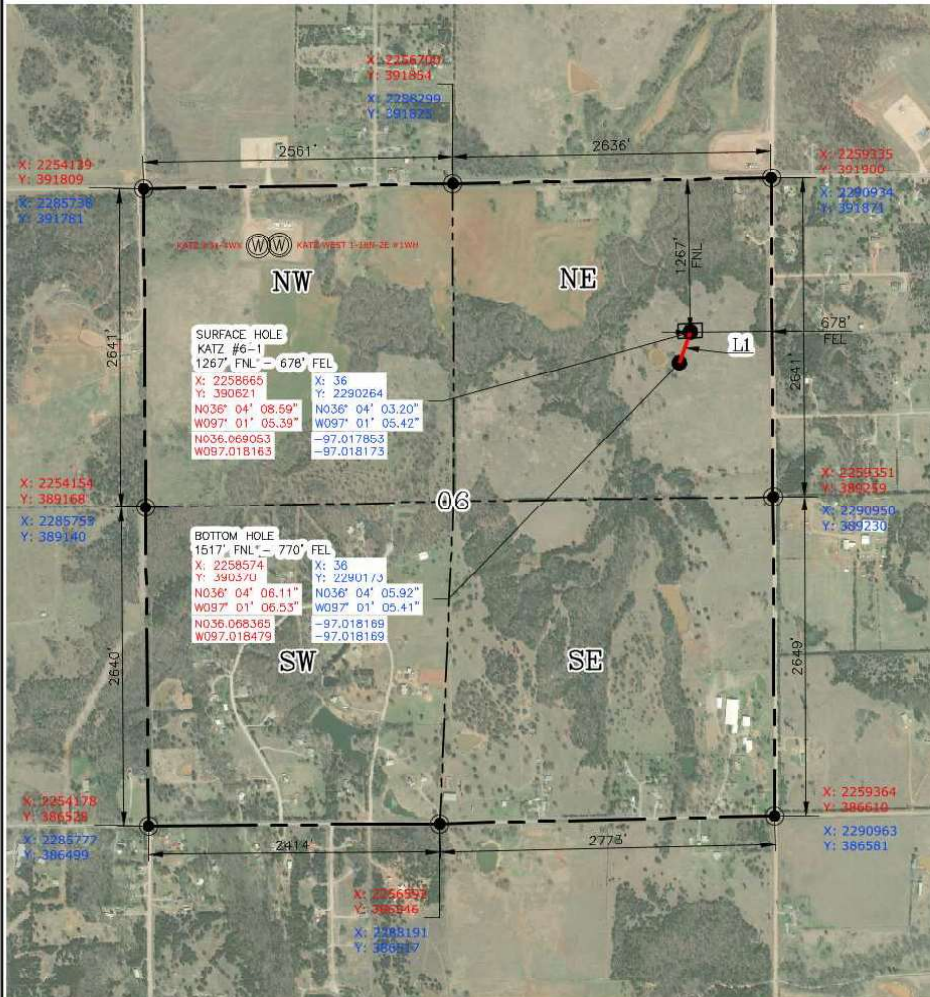 X: 2256700
Y: 391854
X: 2288299
Y: 391825
2561'
2636'
X: 2254139
Y: 391809
X: 2285738
Y: 391781
X: 2259335
Y: 391900
X: 2290934
Y: 391871
KATZ WEST 1-18N-2E #1WH
W W
NW
NE
1267'
FNL
678'
FEL
L1
2641'
2641'
SURFACE HOLE
KATZ #6-1
1267' FNL - 678' FEL
X: 2258665
Y: 390621
N036° 04' 08.59"
W097° 01' 05.39"
N036.069053
W097.018163
X: 36
Y: 2290264
N036° 04' 03.20"
W097° 01' 05.42"
-97.017853
-97.018173
X: 2254154
Y: 389168
X: 2285753
Y: 389140
06
X: 2259351
Y: 389259
X: 2290950
Y: 389230
BOTTOM HOLE
1517' FNL - 770' FEL
X: 2258574
Y: 390370
N036° 04' 06.11"
W097° 01' 06.53"
N036.068365
W097.018479
X: 36
Y: 2290173
N036° 04' 05.92"
W097° 01' 05.41"
-97.018169
-97.018169
SW
SE
2640'
2649'
X: 2254178
Y: 386528
X: 2285777
Y: 386499
X: 2259364
Y: 386610
X: 2290963
Y: 386581
2414'
X: 2288191